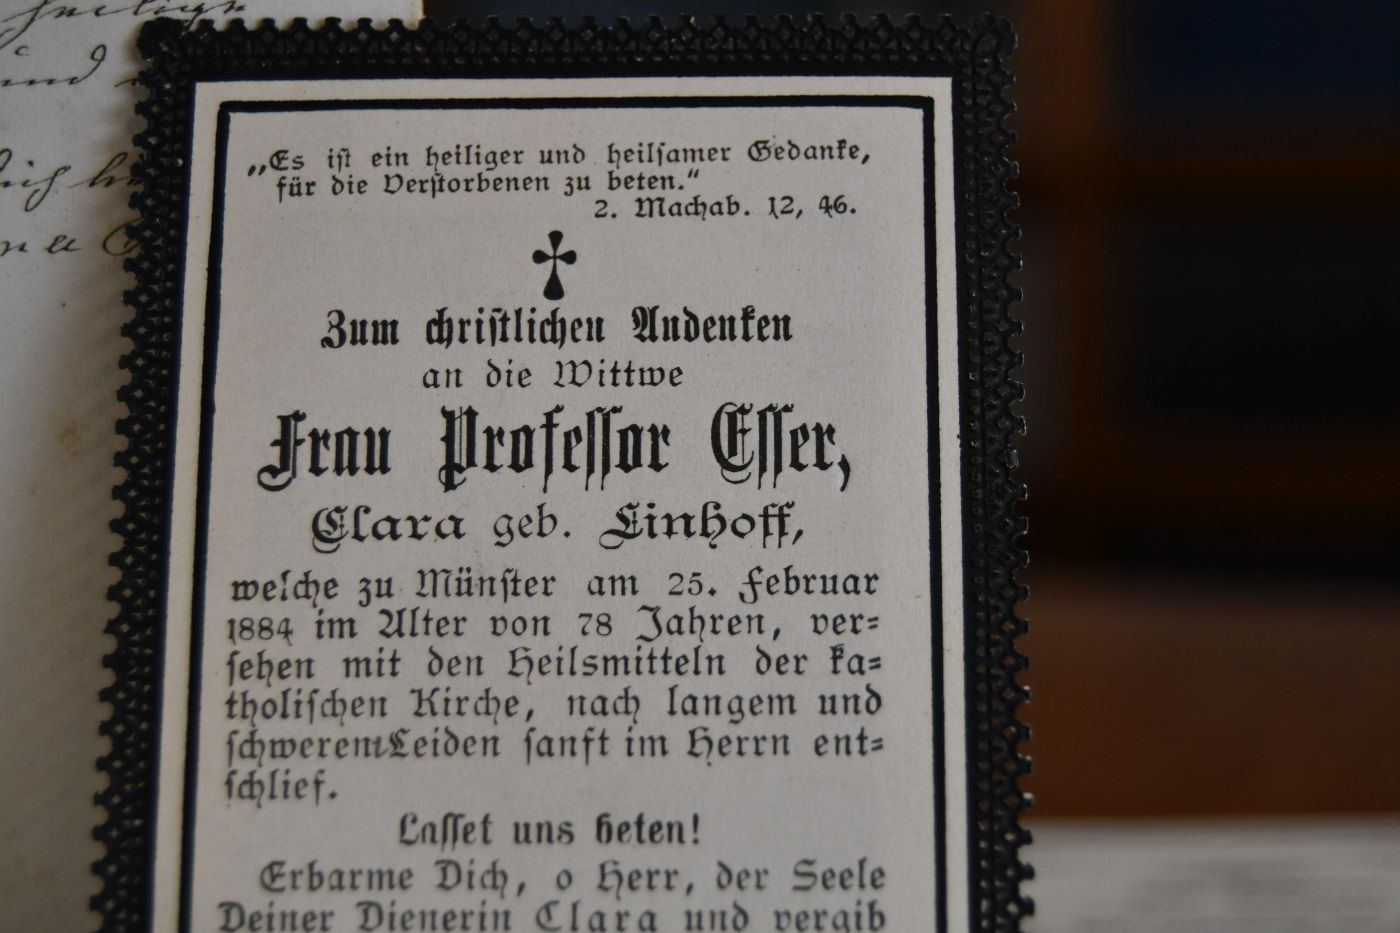 „Es ist ein heiliger und heilsamer Gedanke,
für die Verstorbenen zu beten.“
2. Machab. 12, 46.
Zum christlichen Andenken
an die Wittwe
Frau Professor Esser,
Clara geb. Linhoff,
welche zu Münster am 25. Februar
1884 im Alter von 78 Jahren, ver=
sehen mit den Heilsmitteln der ka=
tholischen Kirche, nach langem und
schwerem Leiden sanft im Herrn ent=
schlief.
Lasset uns beten!
Erbarme Dich, o Herr, der Seele
Deiner Dienerin Clara und vergib
und